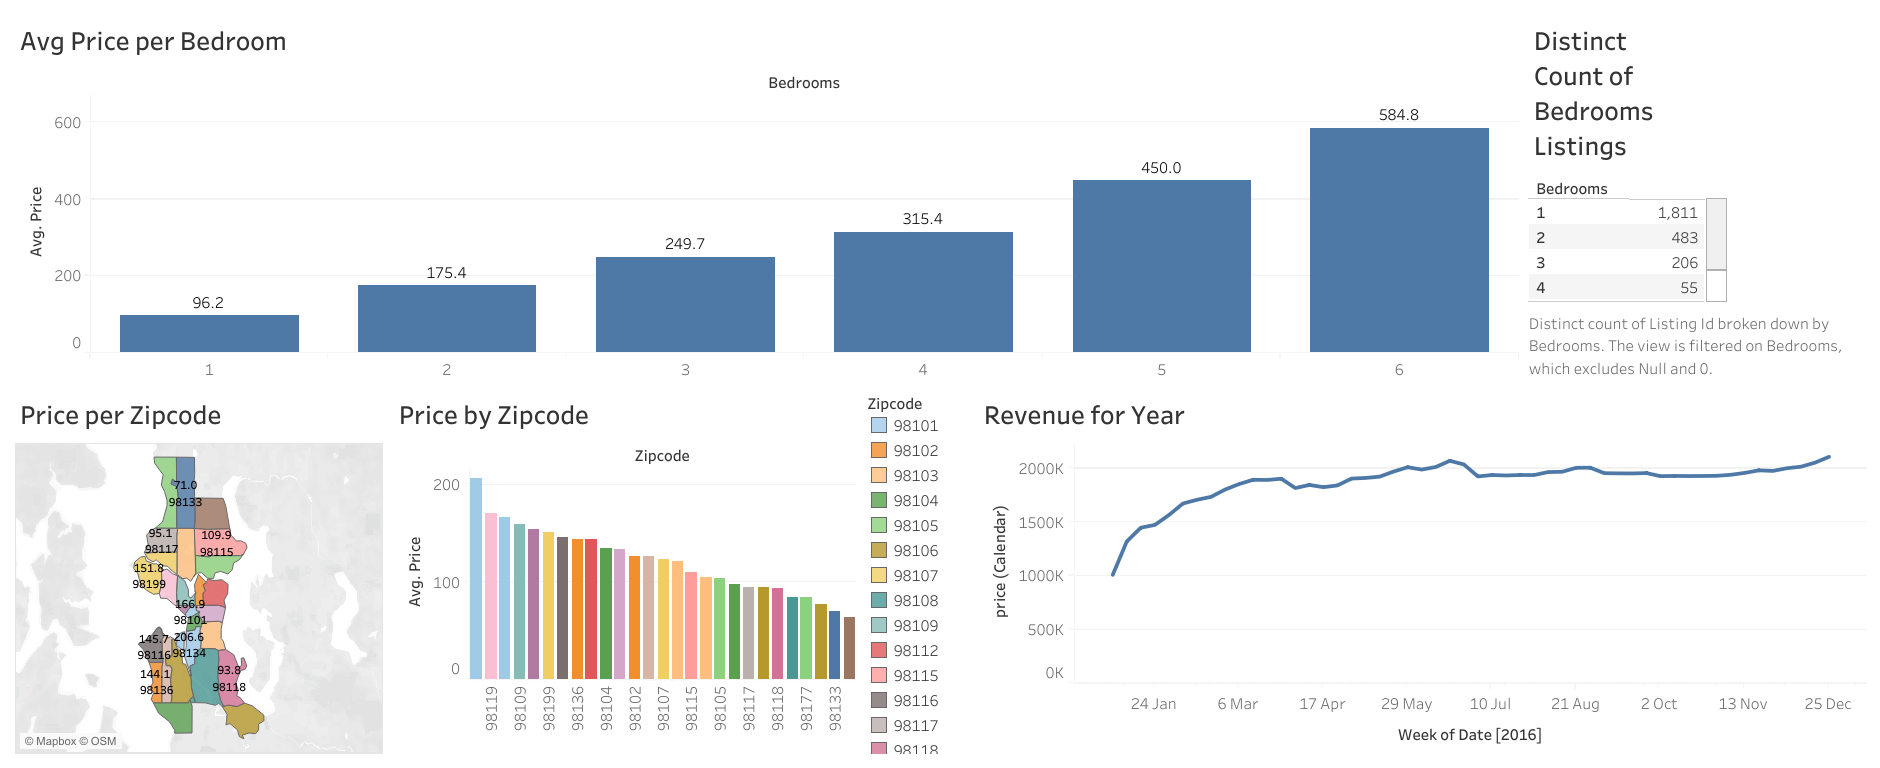 Avg Price per Bedroom
Bedrooms
Avg. Price
600
400
200
0
96.2
175.4
249.7
315.4
450.0
584.8
1
2
3
4
5
6
Distinct
Count of
Bedrooms
Listings
Bedrooms
1 1,811
2 483
3 206
4 55
Distinct count of Listing Id broken down by
Bedrooms. The view is filtered on Bedrooms,
which excludes Null and 0.
Price per Zipcode
71.0
98133
95.1
98117
109.9
98115
151.8
98199
166.9
98101
145.7
98116
206.6
98134
144.1
98136
93.8
98118
© Mapbox © OSM
Price by Zipcode
Zipcode
Avg. Price
200
100
0
98119
98109
98199
98136
98104
98102
98107
98115
98105
98117
98118
98177
98133
Zipcode
98101
98102
98103
98104
98105
98106
98107
98108
98109
98112
98115
98116
98117
98118
Revenue for Year
price (Calendar)
2000K
1500K
1000K
500K
0K
24 Jan
6 Mar
17 Apr
29 May
10 Jul
21 Aug
2 Oct
13 Nov
25 Dec
Week of Date [2016]